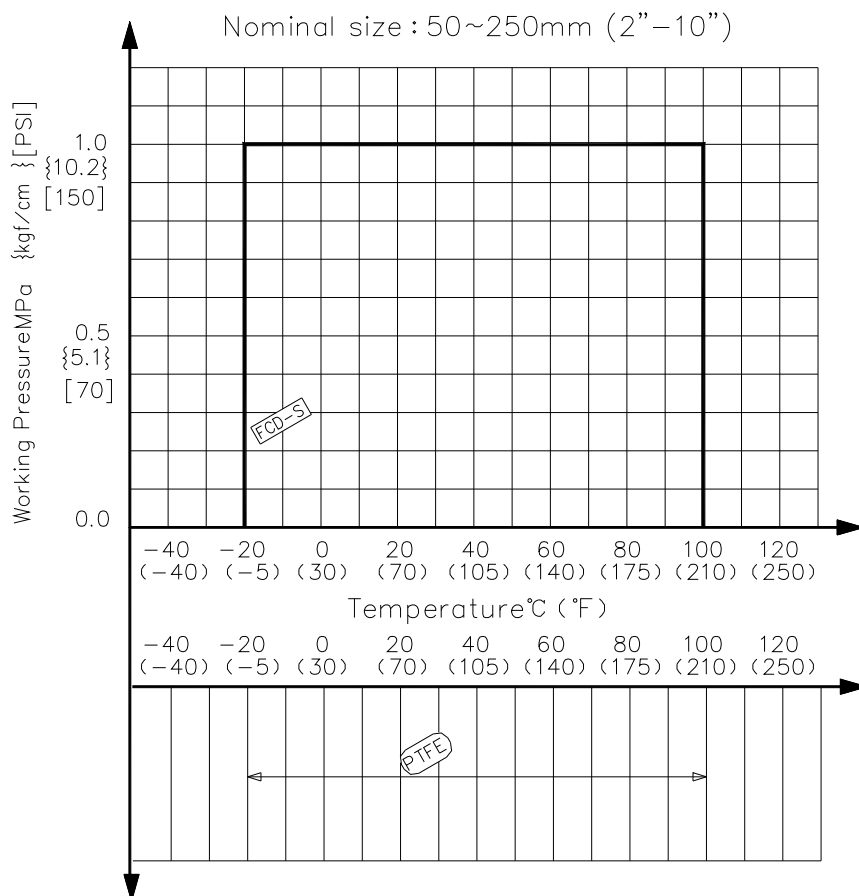 Nominal size : 50~250mm (2”−10”)
Working PressureMPa {kgf/cm } [PSI]
1.0
{10.2}
[150]
0.5
{5.1}
[70]
0.0
FCD−S
−40 −20 0 20 40 60 80 100 120
(−40) (−5) (30) (70) (105) (140) (175) (210) (250)
Temperature℃ (°F)
−40 −20 0 20 40 60 80 100 120
(−40) (−5) (30) (70) (105) (140) (175) (210) (250)
PTFE